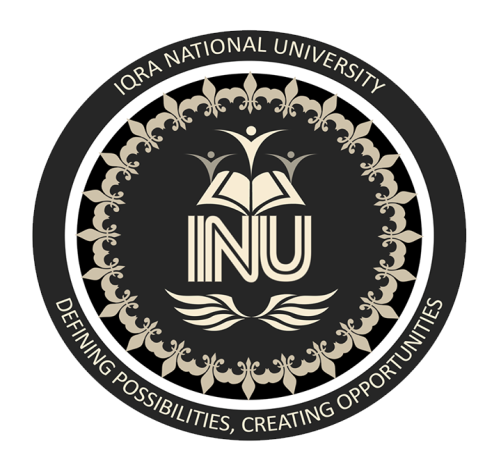 IQRA NATIONAL UNIVERSITY
INU
DEFINING POSSIBILITIES, CREATING OPPORTUNITIES